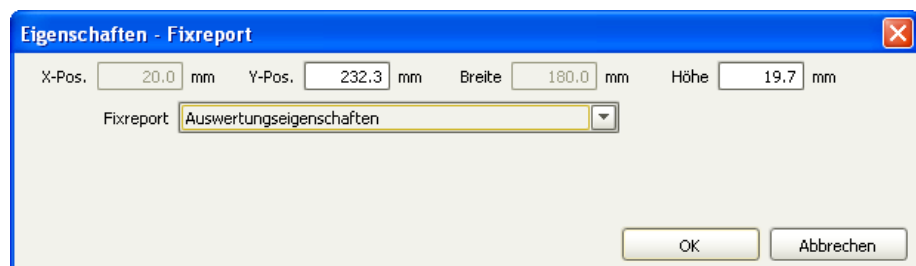 Eigenschaften - Fixreport
X-Pos. 20.0 mm Y-Pos. 232.3 mm Breite 180.0 mm Höhe 19.7 mm
Fixreport Auswertungseigenschaften
OK Abbrechen